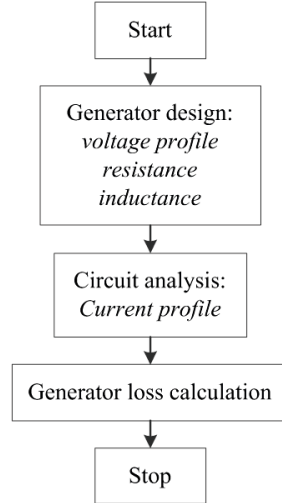 Start
Generator design:
voltage profile
resistance
inductance
Circuit analysis:
Current profile
Generator loss calculation
Stop